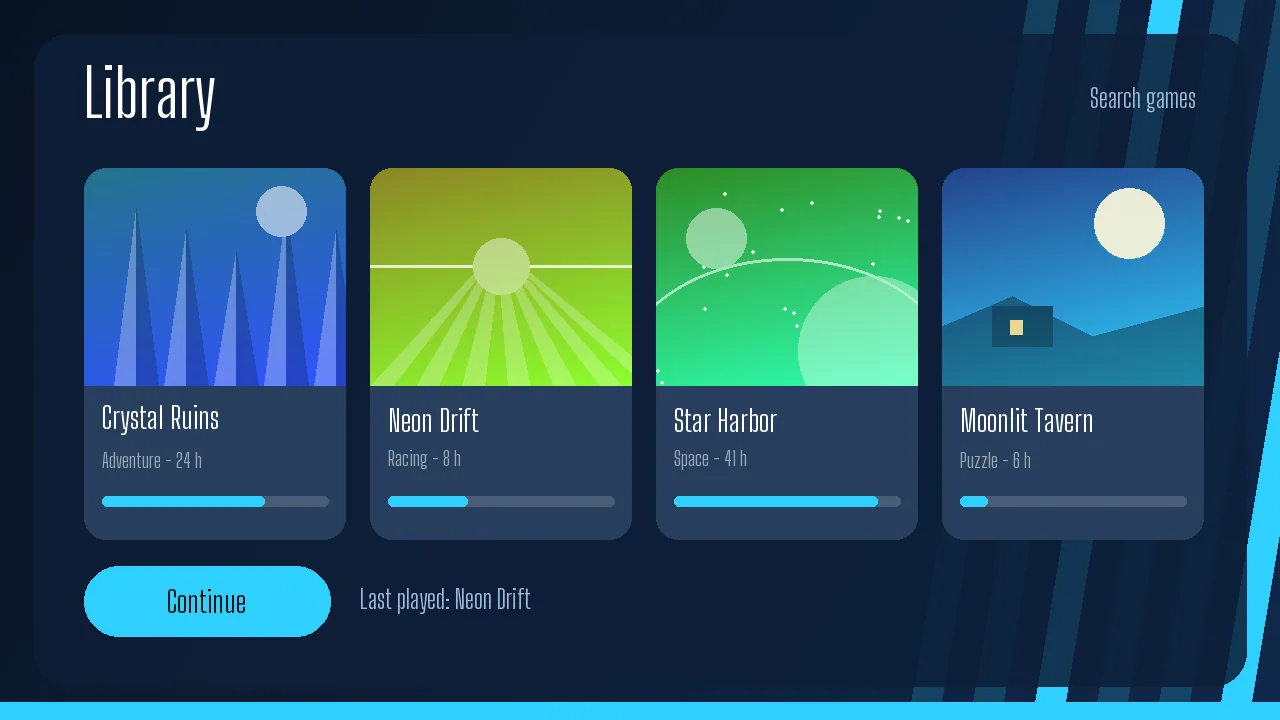 Library
Search games
Crystal Ruins
Adventure - 24 h
Neon Drift
Racing - 8 h
Star Harbor
Space - 41 h
Moonlit Tavern
Puzzle - 6 h
Continue
Last played: Neon Drift